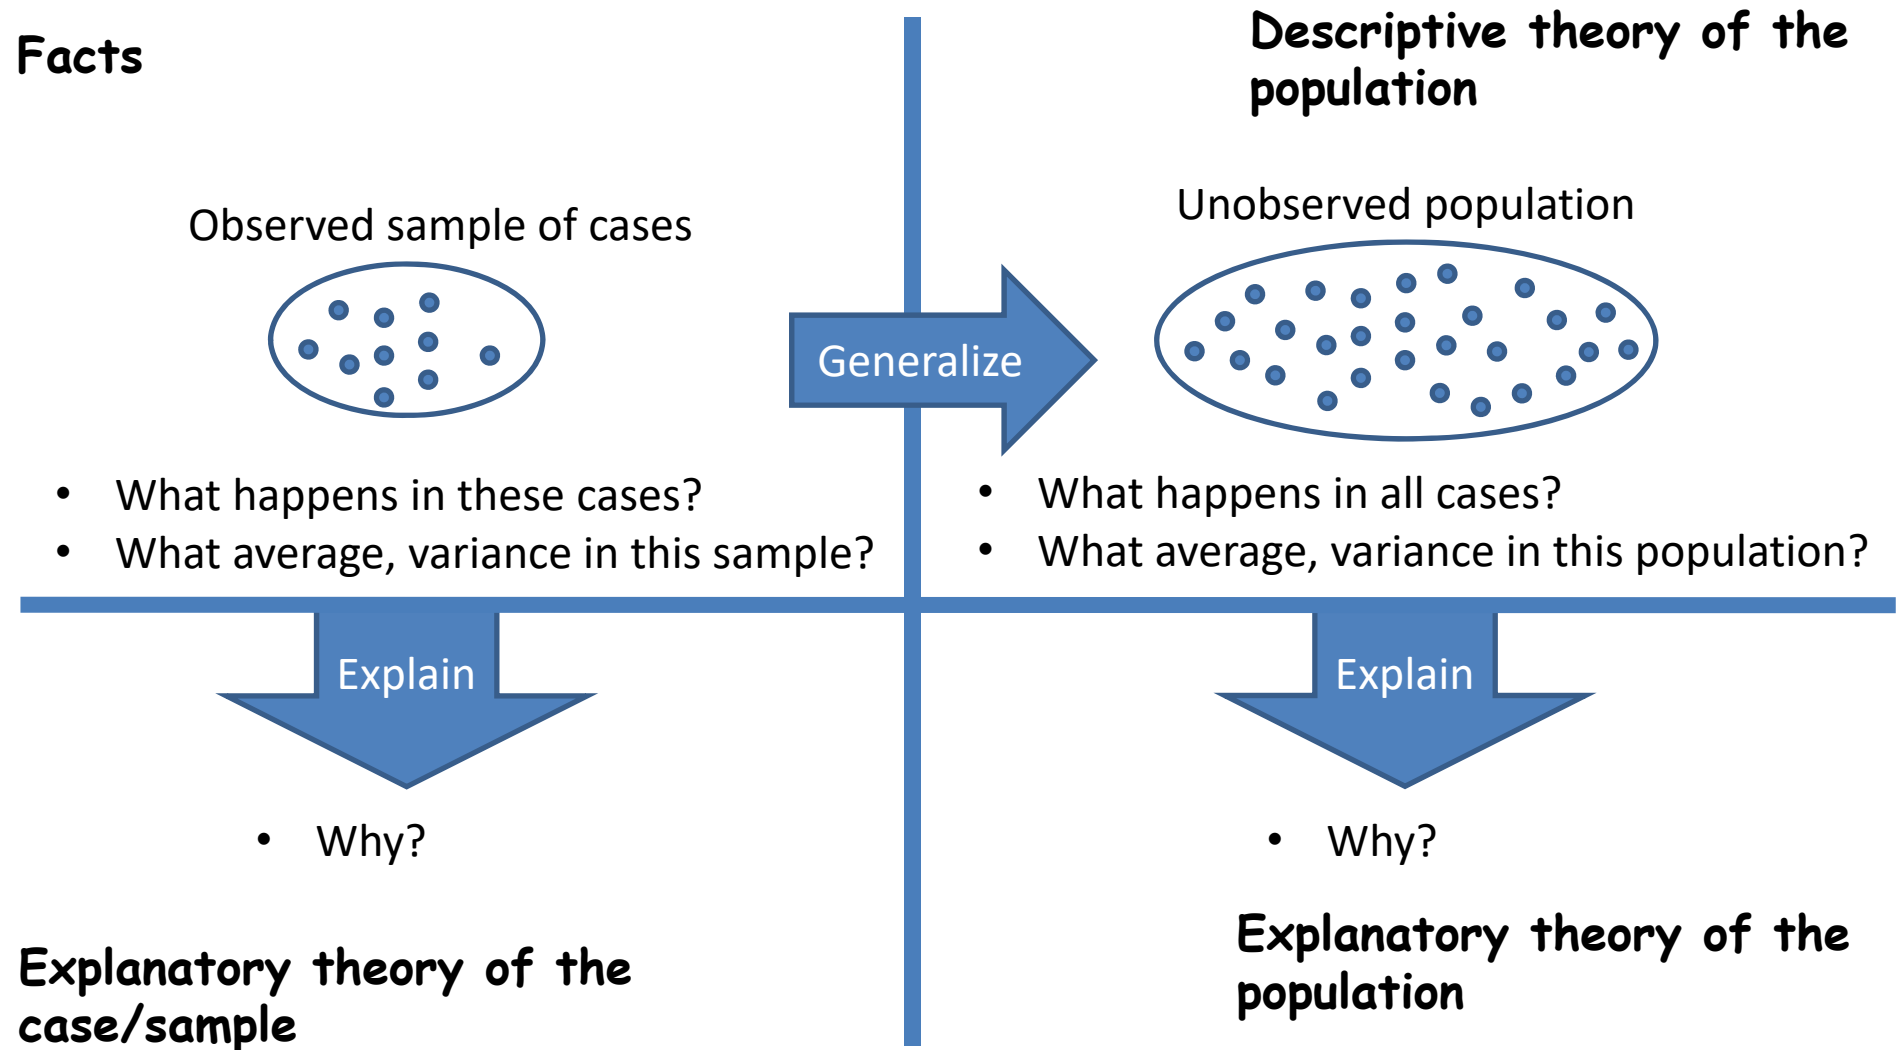 Facts
Observed sample of cases
• What happens in these cases?
• What average, variance in this sample?
Generalize
Descriptive theory of the
population
Unobserved population
• What happens in all cases?
• What average, variance in this population?
Explain
• Why?
Explanatory theory of the
case/sample
Explain
• Why?
Explanatory theory of the
population